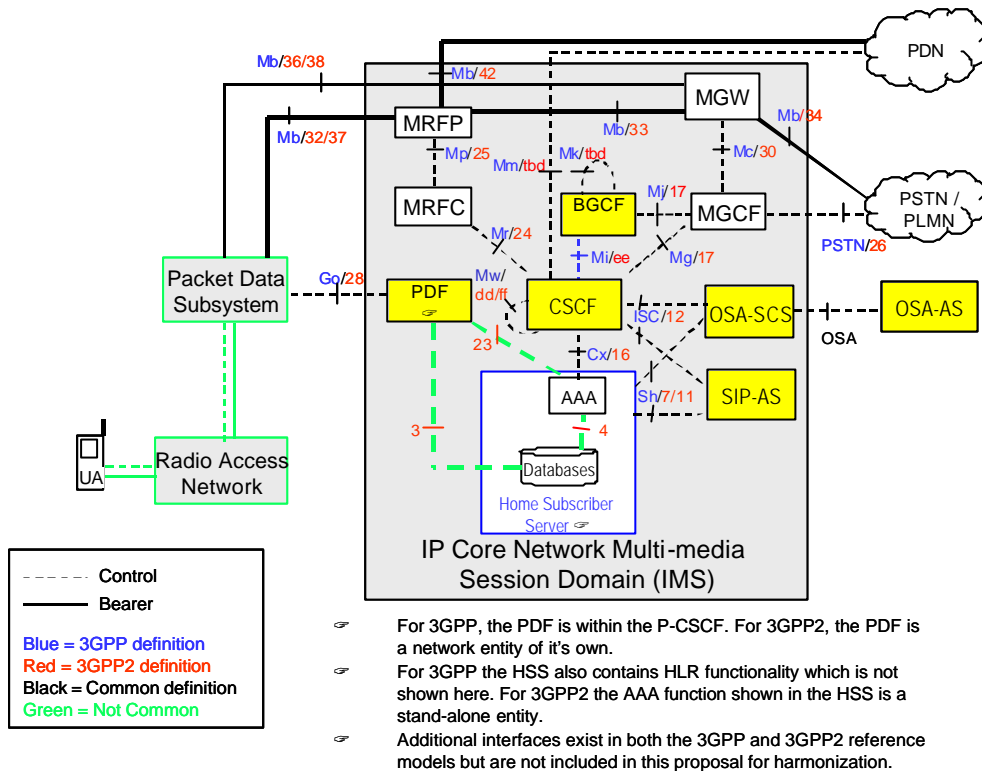 PDN
Mb/36/38
Mb/42
MGW
MRFP
Mb/32/37
Mb/33
Mb/34
Mp/25
Mm/tbd
Mk/tbd
Mc/30
MRFC
BGCF
Mj/17
MGCF
PSTN /
PLMN
Mr/24
PSTN/26
Mi/ee
Mg/17
Packet Data
Subsystem
Go/28
PDF
☞
Mw/
dd/ff
CSCF
ISC/12
OSA-SCS
OSA-AS
OSA
23
Cx/16
AAA
Sh/7/11
SIP-AS
3
4
UA
Radio Access
Network
Databases
Home Subscriber
Server ☞
IP Core Network Multi-media
Session Domain (IMS)
Control
Bearer
Blue = 3GPP definition
Red = 3GPP2 definition
Black = Common definition
Green = Not Common
☞ For 3GPP, the PDF is within the P-CSCF. For 3GPP2, the PDF is
a network entity of it's own.
☞ For 3GPP the HSS also contains HLR functionality which is not
shown here. For 3GPP2 the AAA function shown in the HSS is a
stand-alone entity.
☞ Additional interfaces exist in both the 3GPP and 3GPP2 reference
models but are not included in this proposal for harmonization.